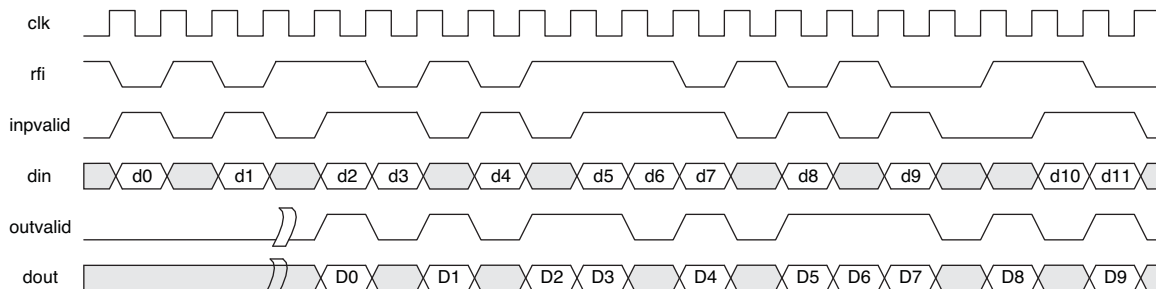 clk
rfi
inpvalid
din d0 d1 d2 d3 d4 d5 d6 d7 d8 d9 d10 d11
outvalid
dout D0 D1 D2 D3 D4 D5 D6 D7 D8 D9